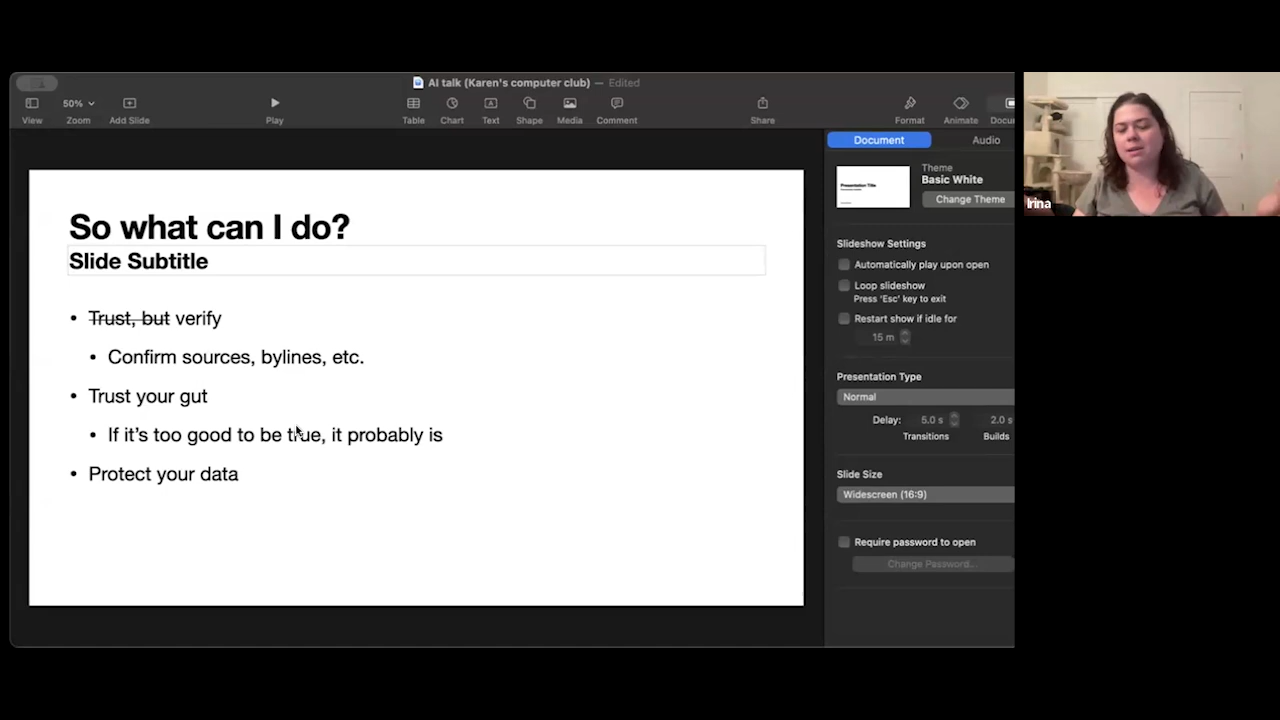 AI talk (Karen's computer club) — Edited
50%
View Zoom Add Slide Play Table Chart Text Shape Media Comment Share Format Animate Docu
Document Audio
Presentation Title
Theme
Basic White
Change Theme
Irina
So what can I do?
Slide Subtitle
• Trust, but verify
• Confirm sources, bylines, etc.
• Trust your gut
• If it's too good to be true, it probably is
• Protect your data
Slideshow Settings
Automatically play upon open
Loop slideshow
Press 'Esc' key to exit
Restart show if idle for
15 m
Presentation Type
Normal
Delay: 5.0 s 2.0 s
Transitions Builds
Slide Size
Widescreen (16:9)
Require password to open
Change Password...